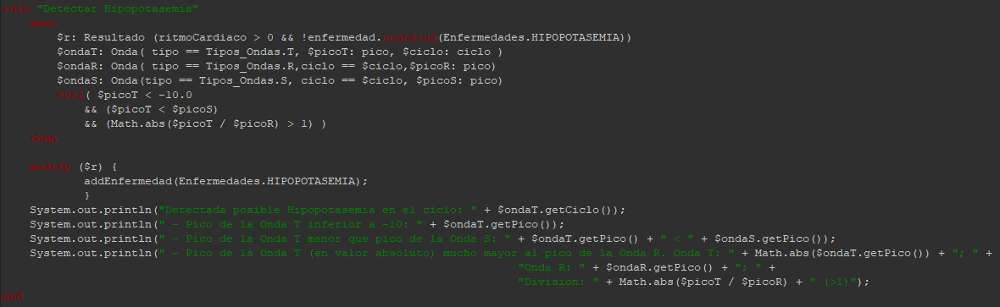 rule "Detectar Hipopotasemia"
when
$r: Resultado (ritmoCardiaco > 0 && !enfermedad.contains(Enfermedades.HIPOPOTASEMIA))
$ondaT: Onda( tipo == Tipos_Ondas.T, $picoT: pico, $ciclo: ciclo )
$ondaR: Onda( tipo == Tipos_Ondas.R,ciclo == $ciclo,$picoR: pico)
$ondaS: Onda(tipo == Tipos_Ondas.S, ciclo == $ciclo, $picoS: pico)
eval( $picoT < -10.0
&& ($picoT < $picoS)
&& (Math.abs($picoT / $picoR) > 1) )
then
modify ($r) {
addEnfermedad(Enfermedades.HIPOPOTASEMIA);
}
System.out.println("Detectada posible Hipopotasemia en el ciclo: " + $ondaT.getCiclo());
System.out.println(" - Pico de la Onda T inferior a -10: " + $ondaT.getPico());
System.out.println(" - Pico de la Onda T menor que pico de la Onda S: " + $ondaT.getPico() + " < " + $ondaS.getPico());
System.out.println(" - Pico de la Onda T (en valor absoluto) mucho mayor al pico de la Onda R. Onda T: " + Math.abs($ondaT.getPico()) + "; " +
"Onda R: " + $ondaR.getPico() + "; " +
"Division: " + Math.abs($picoT / $picoR) + " (>1)");
end